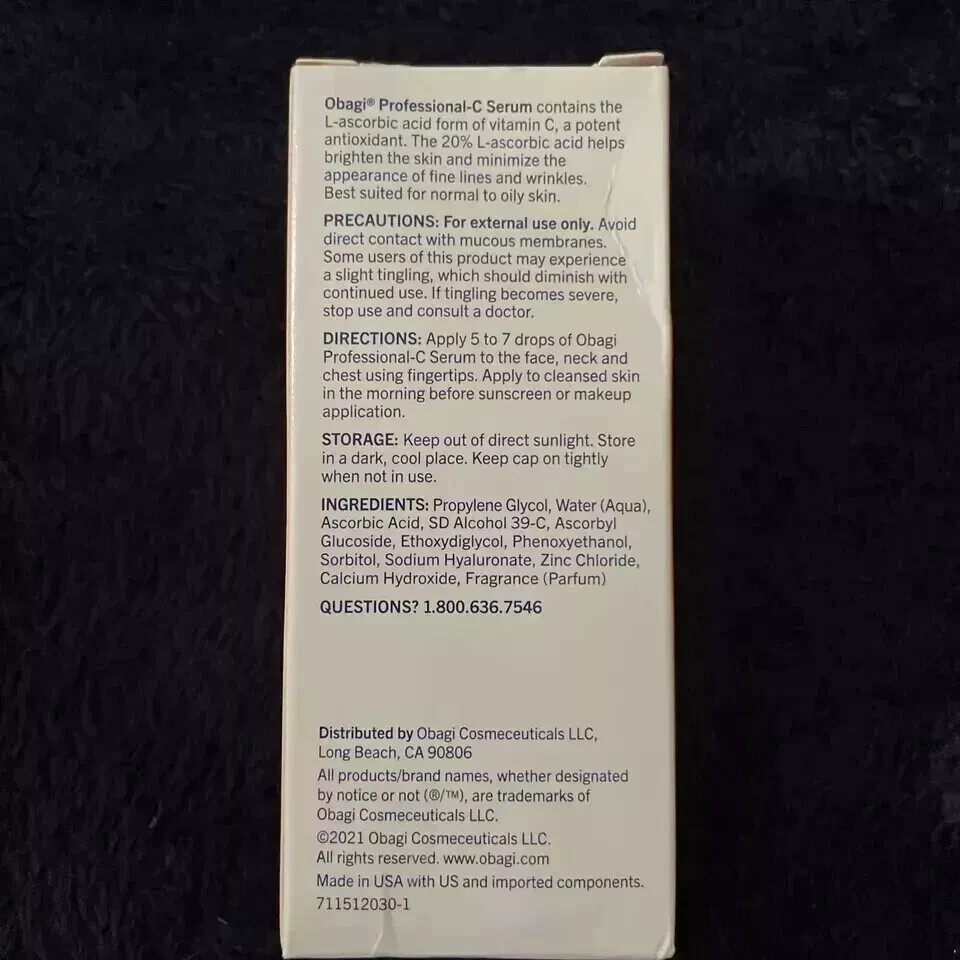 Obagi® Professional-C Serum contains the
L-ascorbic acid form of vitamin C, a potent
antioxidant. The 20% L-ascorbic acid helps
brighten the skin and minimize the
appearance of fine lines and wrinkles.
Best suited for normal to oily skin.
PRECAUTIONS: For external use only. Avoid
direct contact with mucous membranes.
Some users of this product may experience
a slight tingling, which should diminish with
continued use. If tingling becomes severe,
stop use and consult a doctor.
DIRECTIONS: Apply 5 to 7 drops of Obagi
Professional-C Serum to the face, neck and
chest using fingertips. Apply to cleansed skin
in the morning before sunscreen or makeup
application.
STORAGE: Keep out of direct sunlight. Store
in a dark, cool place. Keep cap on tightly
when not in use.
INGREDIENTS: Propylene Glycol, Water (Aqua),
Ascorbic Acid, SD Alcohol 39-C, Ascorbyl
Glucoside, Ethoxydiglycol, Phenoxyethanol,
Sorbitol, Sodium Hyaluronate, Zinc Chloride,
Calcium Hydroxide, Fragrance (Parfum)
QUESTIONS? 1.800.636.7546
Distributed by Obagi Cosmeceuticals LLC,
Long Beach, CA 90806
All products/brand names, whether designated
by notice or not (®/™), are trademarks of
Obagi Cosmeceuticals LLC.
©2021 Obagi Cosmeceuticals LLC.
All rights reserved. www.obagi.com
Made in USA with US and imported components.
711512030-1